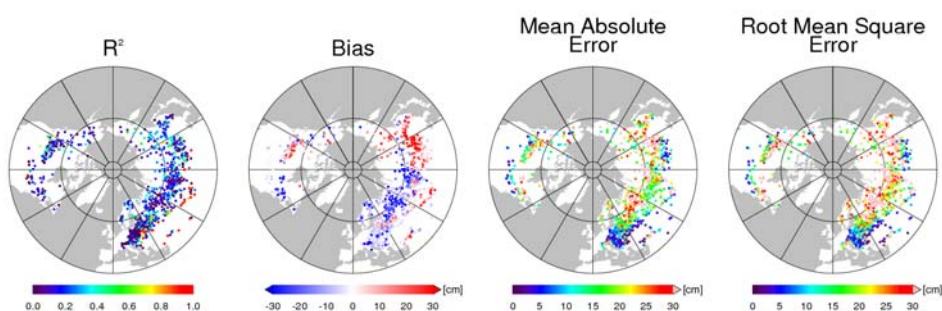 R²
Bias
Mean Absolute
Error
Root Mean Square
Error
0.0 0.2 0.4 0.6 0.8 1.0
-30 -20 -10 0 10 20 30 [cm]
0 5 10 15 20 25 30 [cm]
0 5 10 15 20 25 30 [cm]